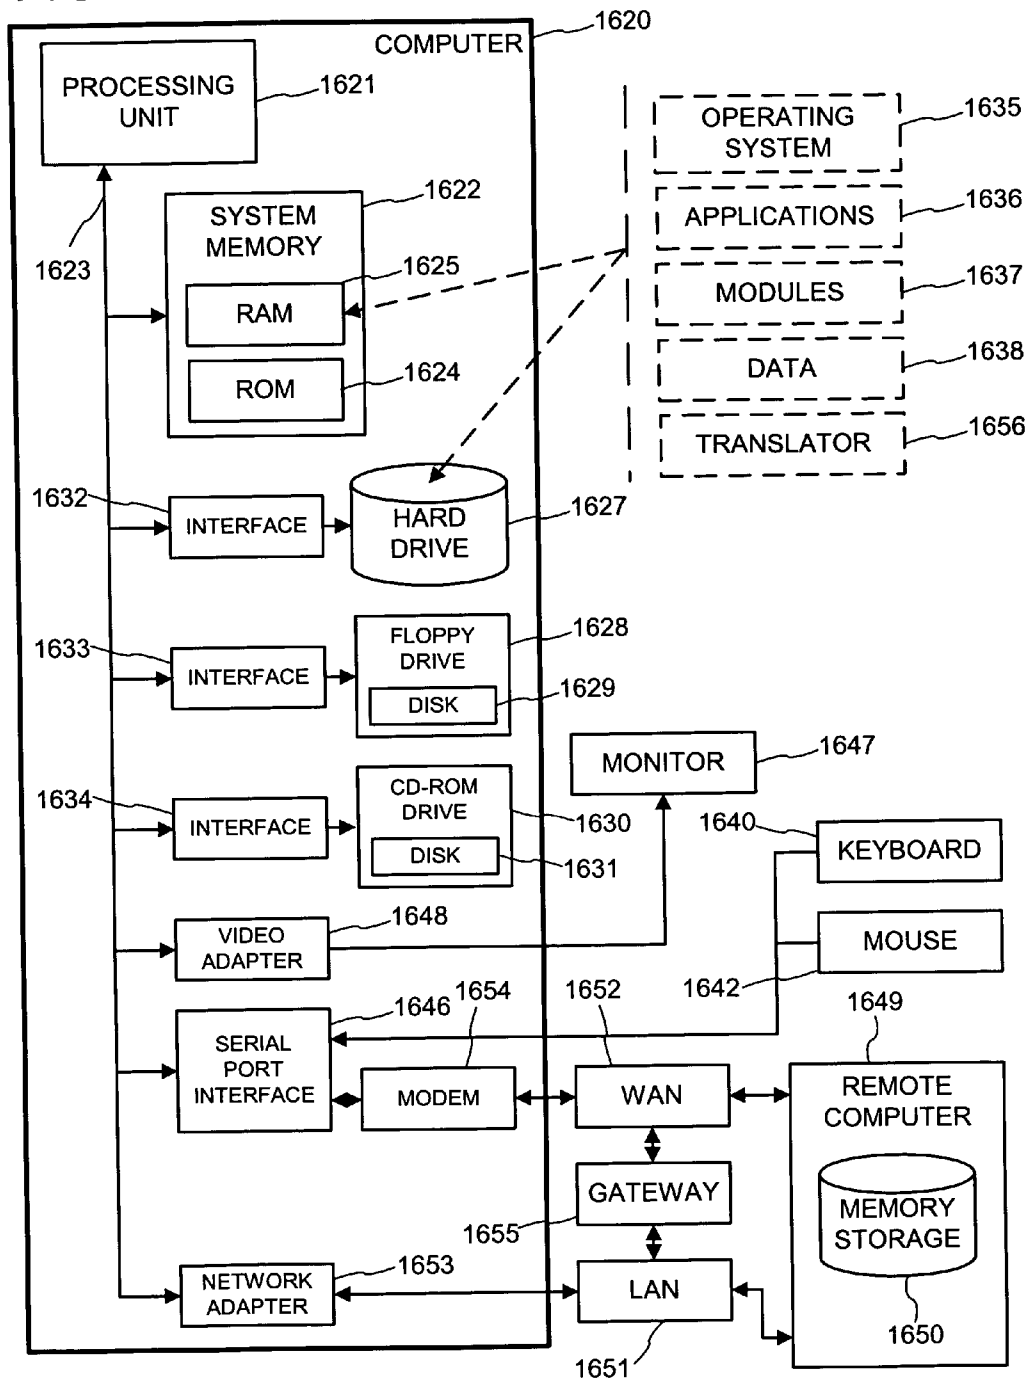 1620
COMPUTER
PROCESSING
UNIT
1621
OPERATING
SYSTEM
1635
1622
SYSTEM
MEMORY
APPLICATIONS
1636
1623
1625
RAM
MODULES
1637
1624
ROM
DATA
1638
TRANSLATOR
1656
1632
INTERFACE
HARD
DRIVE
1627
1633
INTERFACE
FLOPPY
DRIVE
1628
DISK
1629
MONITOR
1647
1634
INTERFACE
CD-ROM
DRIVE
1630
DISK
1631
1640
KEYBOARD
1648
VIDEO
ADAPTER
MOUSE
1642
1646
1654
1652
1649
SERIAL
PORT
INTERFACE
MODEM
WAN
REMOTE
COMPUTER
GATEWAY
1655
MEMORY
STORAGE
1650
NETWORK
ADAPTER
1653
LAN
1651